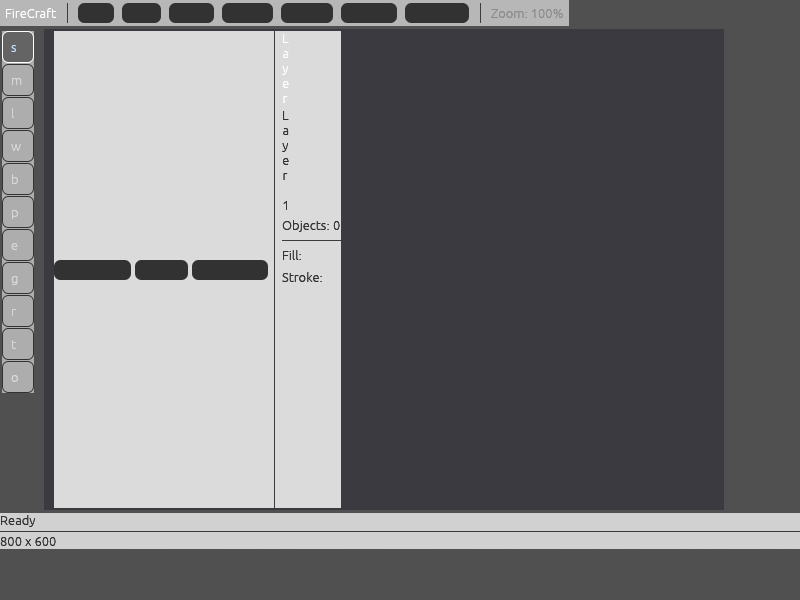 FireCraft
Zoom: 100%
s
m
l
w
b
p
e
g
r
t
o
L
a
y
e
r
L
a
y
e
r
1
Objects: 0
Fill:
Stroke:
Ready
800 x 600